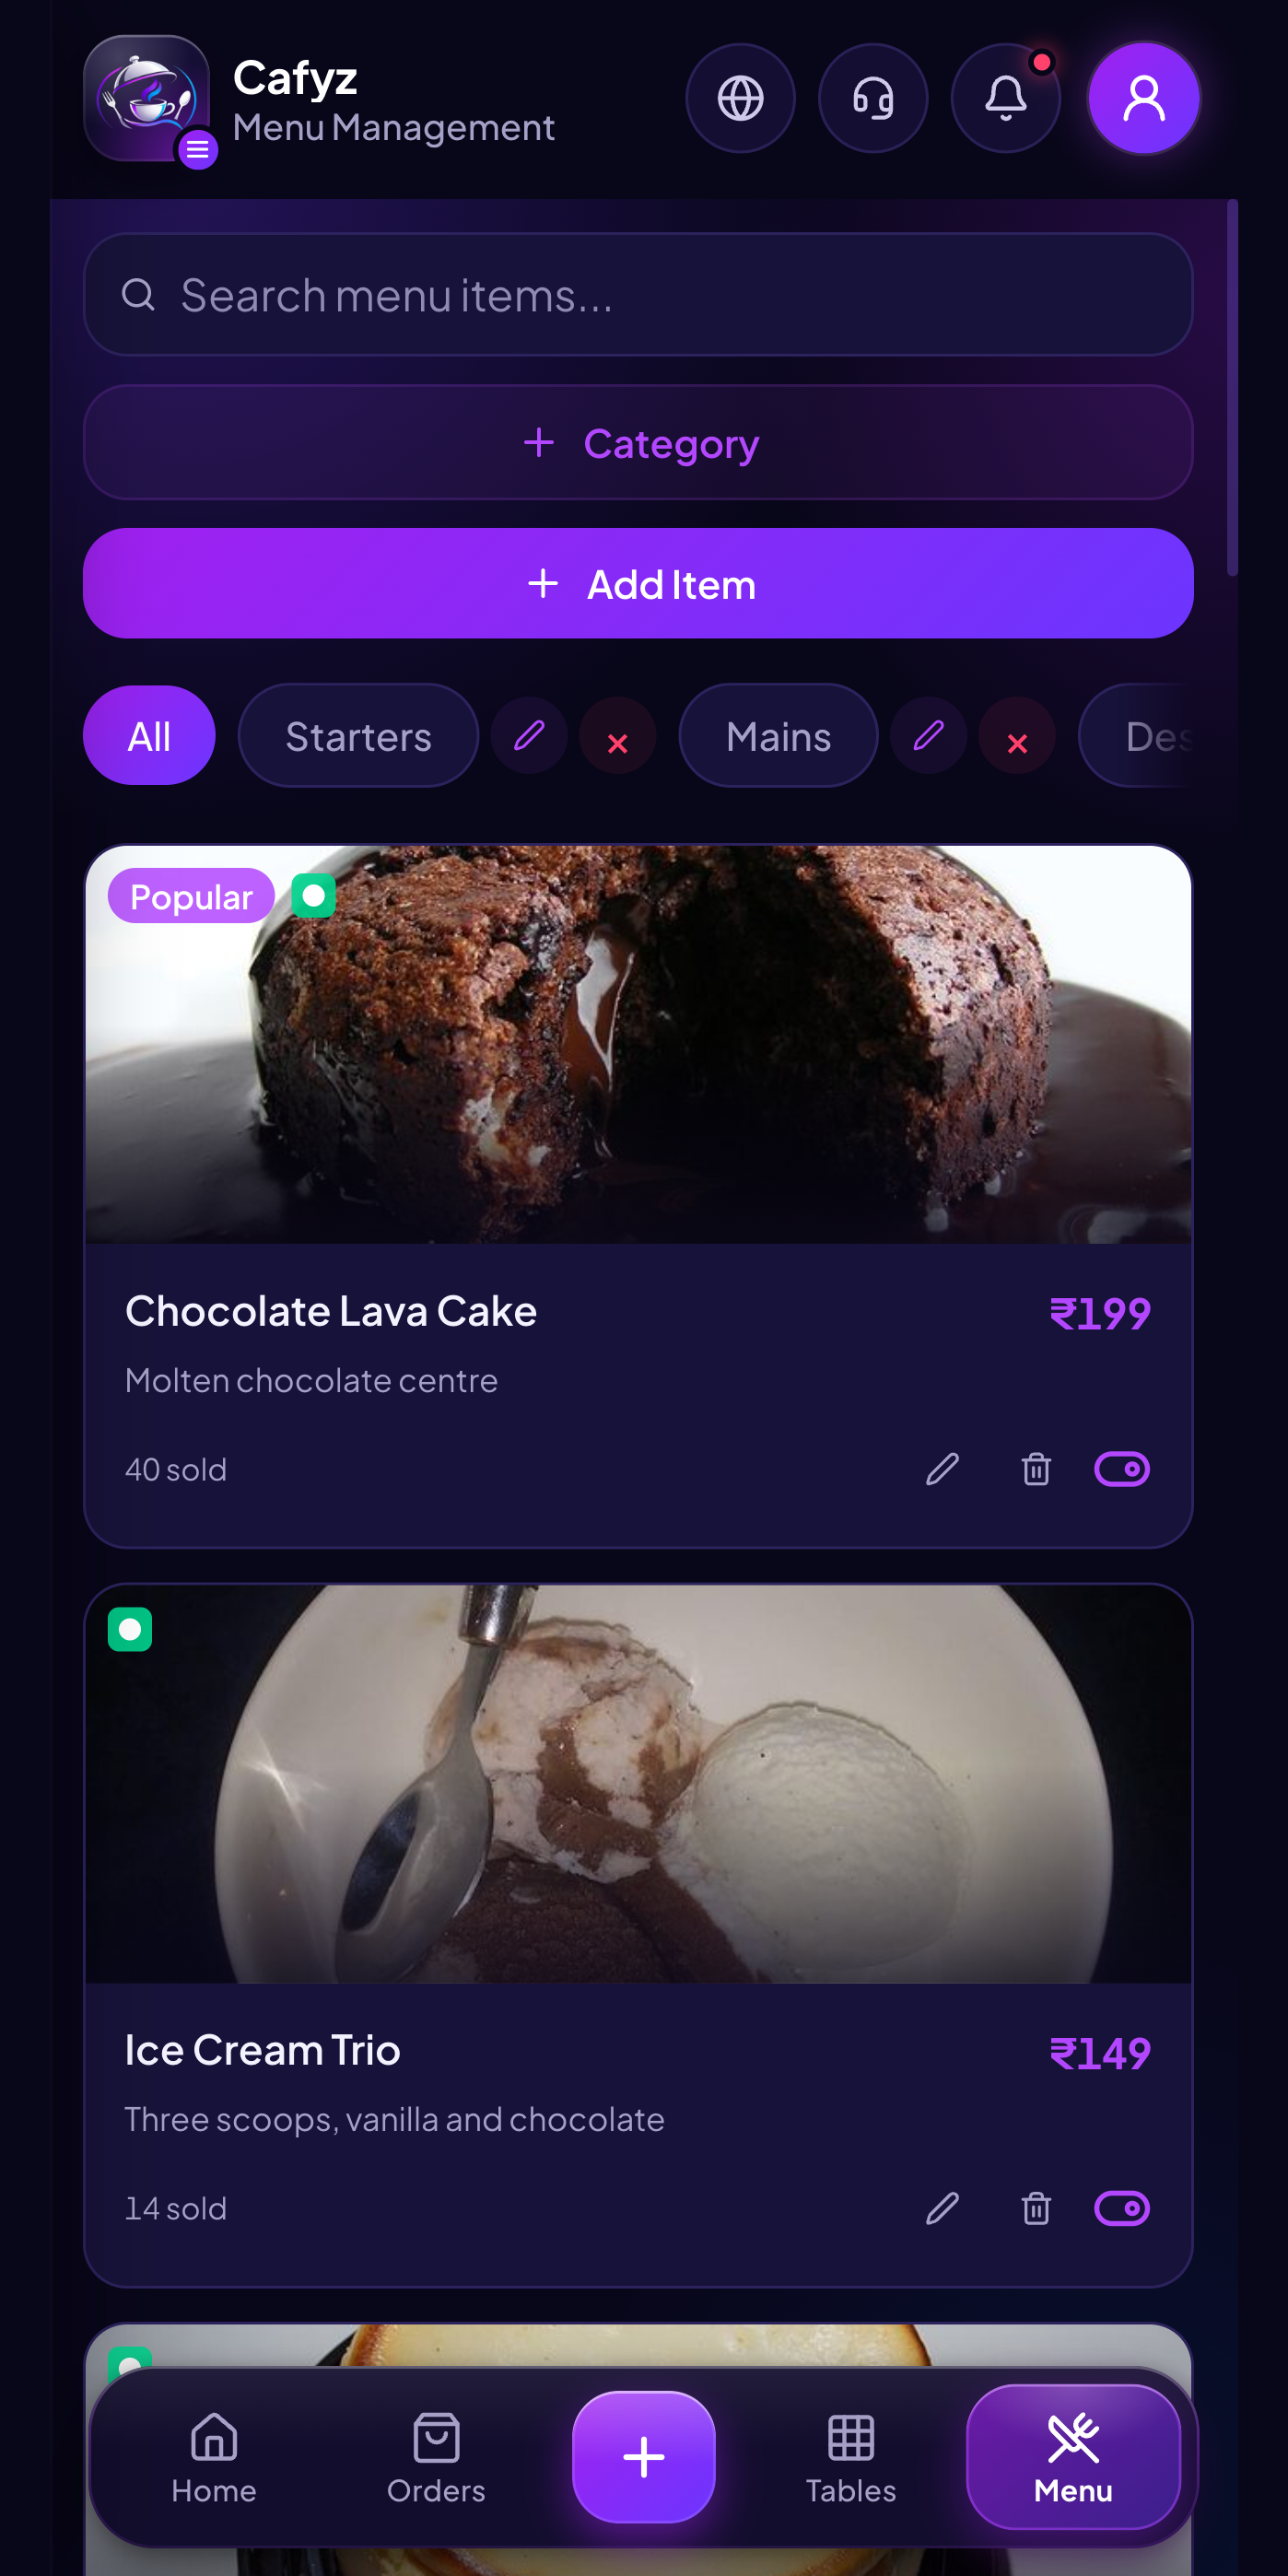 Cafyz
Menu Management
Search menu items...
+ Category
+ Add Item
All
Starters
Mains
Des
Popular
Chocolate Lava Cake
₹199
Molten chocolate centre
40 sold
Ice Cream Trio
₹149
Three scoops, vanilla and chocolate
14 sold
Home
Orders
Tables
Menu